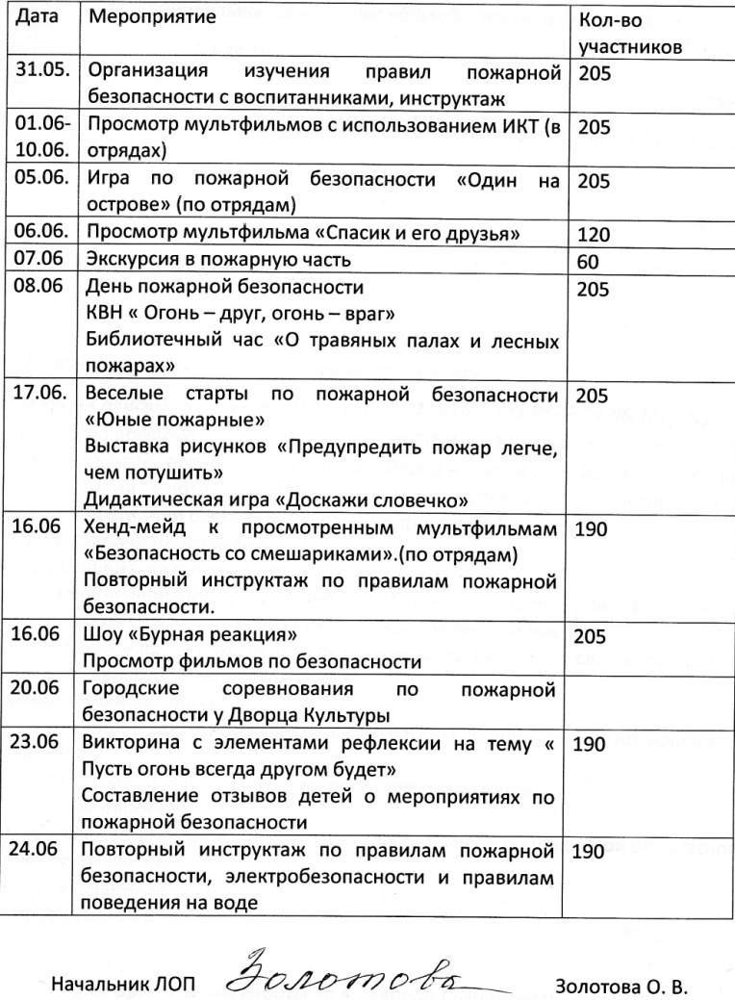 Дата Мероприятие Кол-во
участников
31.05. Организация изучения правил пожарной 205
безопасности с воспитанниками, инструктаж
01.06- Просмотр мультфильмов с использованием ИКТ (в 205
10.06. отрядах)
05.06. Игра по пожарной безопасности «Один на 205
острове» (по отрядам)
06.06. Просмотр мультфильма «Спасик и его друзья» 120
07.06 Экскурсия в пожарную часть 60
08.06 День пожарной безопасности 205
КВН « Огонь – друг, огонь – враг»
Библиотечный час «О травяных палах и лесных
пожарах»
17.06. Веселые старты по пожарной безопасности 205
«Юные пожарные»
Выставка рисунков «Предупредить пожар легче,
чем потушить»
Дидактическая игра «Доскажи словечко»
16.06 Хенд-мейд к просмотренным мультфильмам 190
«Безопасность со смешариками».(по отрядам)
Повторный инструктаж по правилам пожарной
безопасности.
16.06 Шоу «Бурная реакция» 205
Просмотр фильмов по безопасности
20.06 Городские соревнования по пожарной
безопасности у Дворца Культуры
23.06 Викторина с элементами рефлексии на тему « 190
Пусть огонь всегда другом будет»
Составление отзывов детей о мероприятиях по
пожарной безопасности
24.06 Повторный инструктаж по правилам пожарной 190
безопасности, электробезопасности и правилам
поведения на воде
Начальник ЛОП Золотова Золотова О. В.